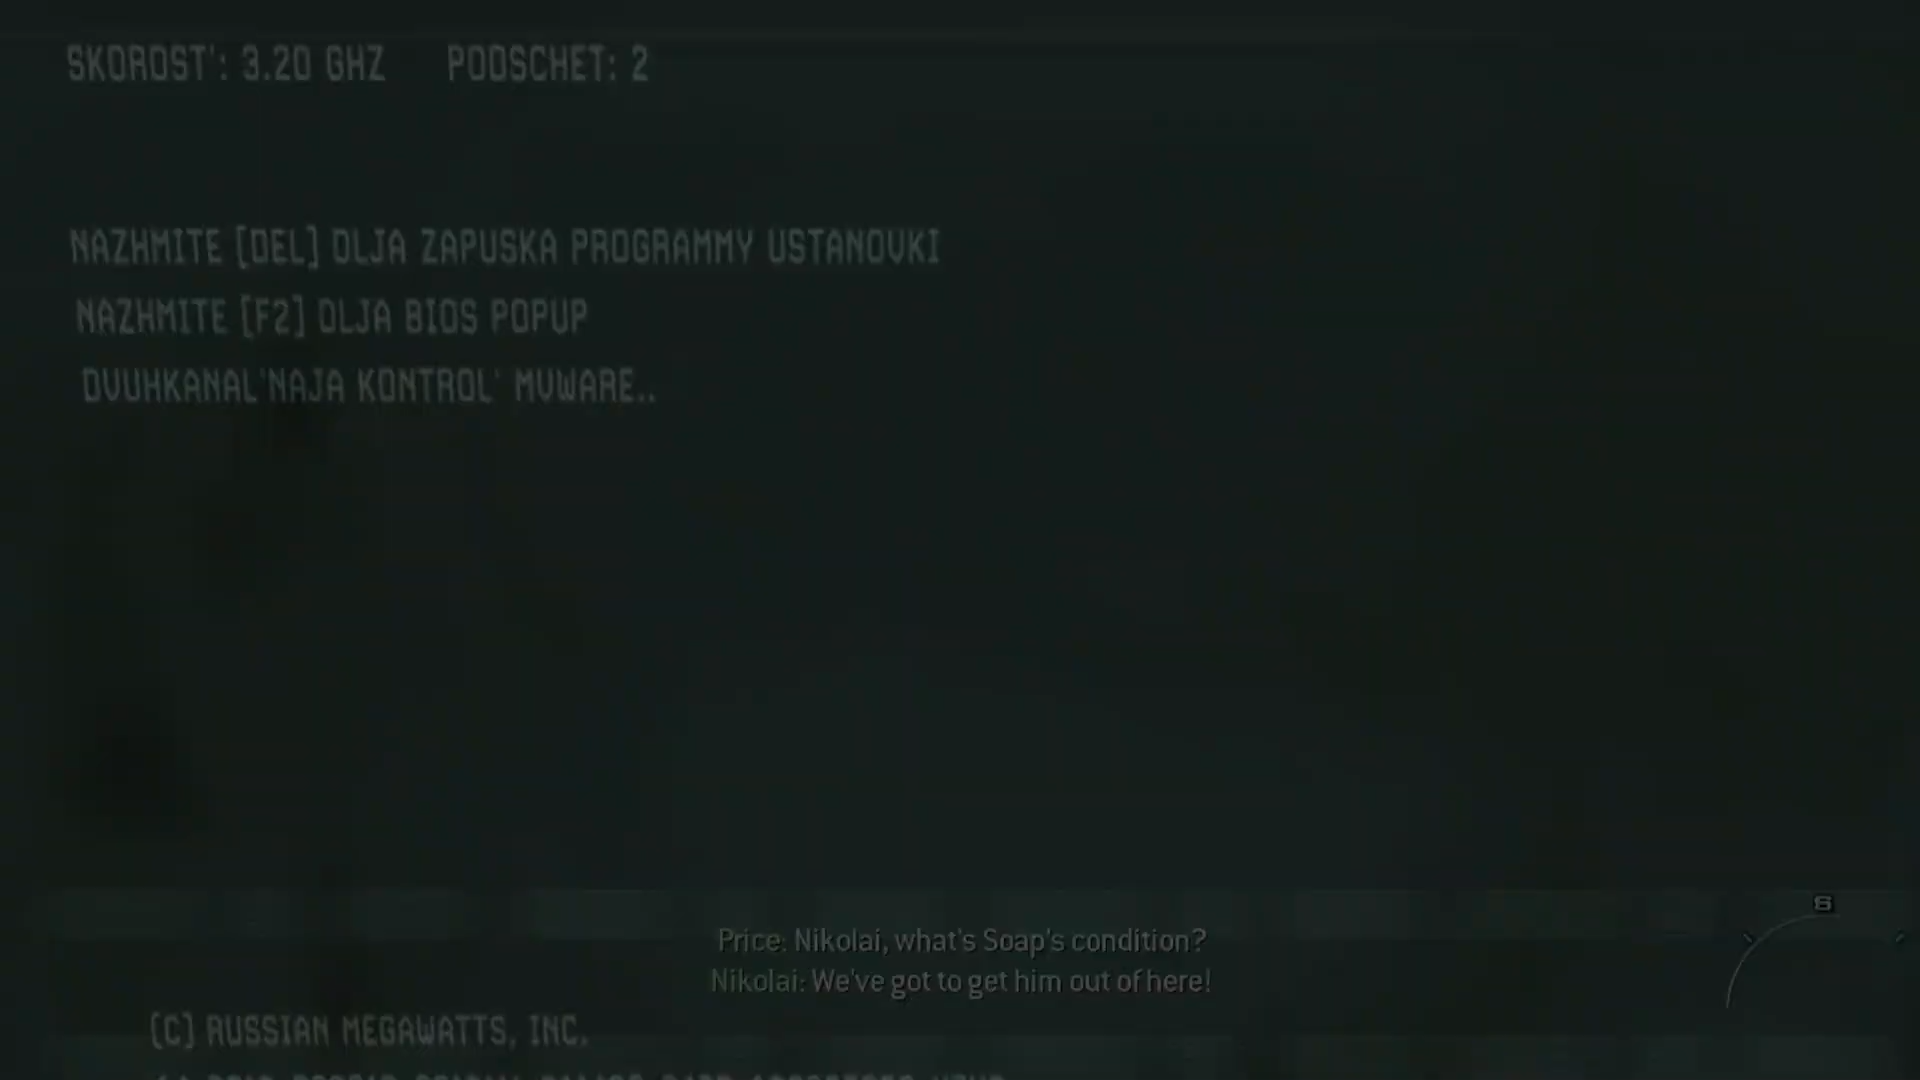 SKOROST': 3.20 GHZ PODSCHET: 2
NAZHMITE [DEL] DLJA ZAPUSKA PROGRAMMY USTANOVKI
NAZHMITE [F2] DLJA BIOS POPUP
DVUHKANAL'NAJA KONTROL' MVWARE..
S
Price: Nikolai, what's Soap's condition?
Nikolai: We've got to get him out of here!
(C) RUSSIAN MEGAWATTS, INC.